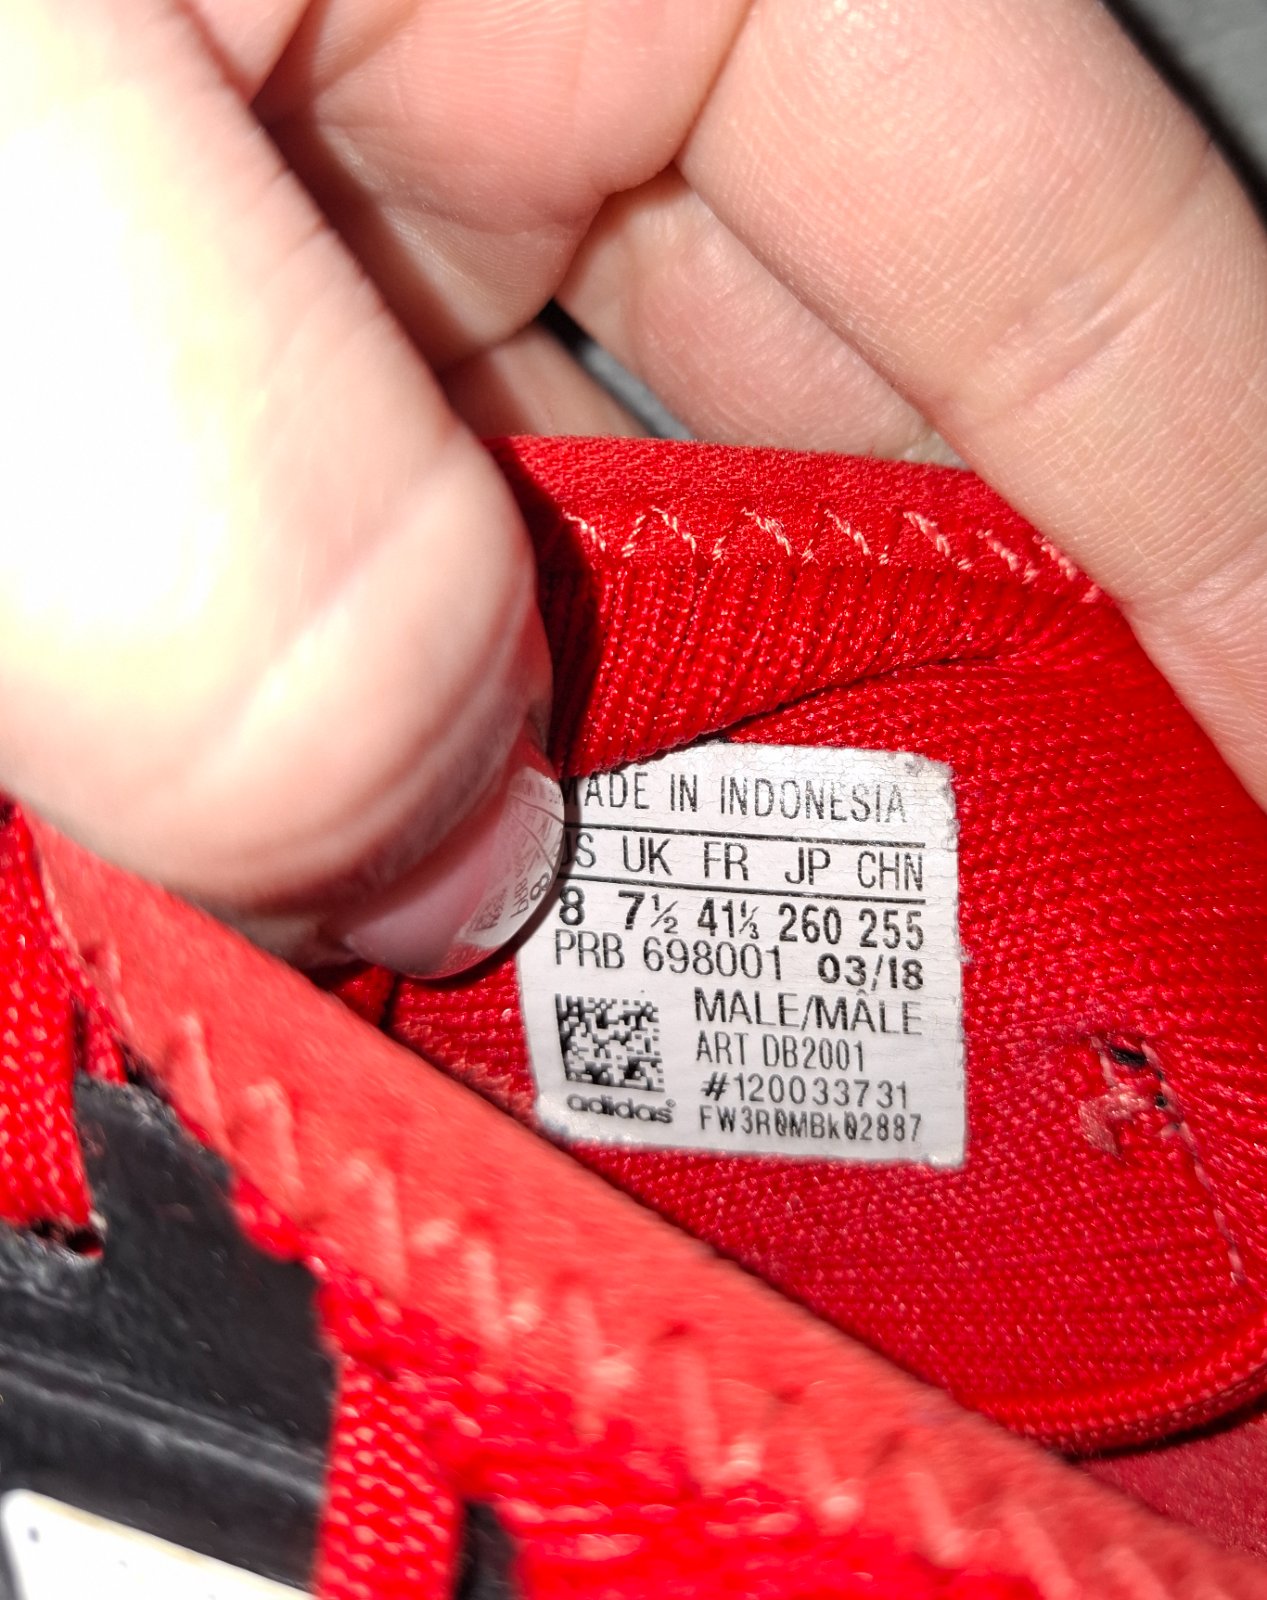 MADE IN INDONESIA
US UK FR JP CHN
8 7½ 41⅓ 260 255
PRB 698001 03/18
MALE/MÂLE
ART DB2001
#120033731
adidas®
FW3R0MBk02887